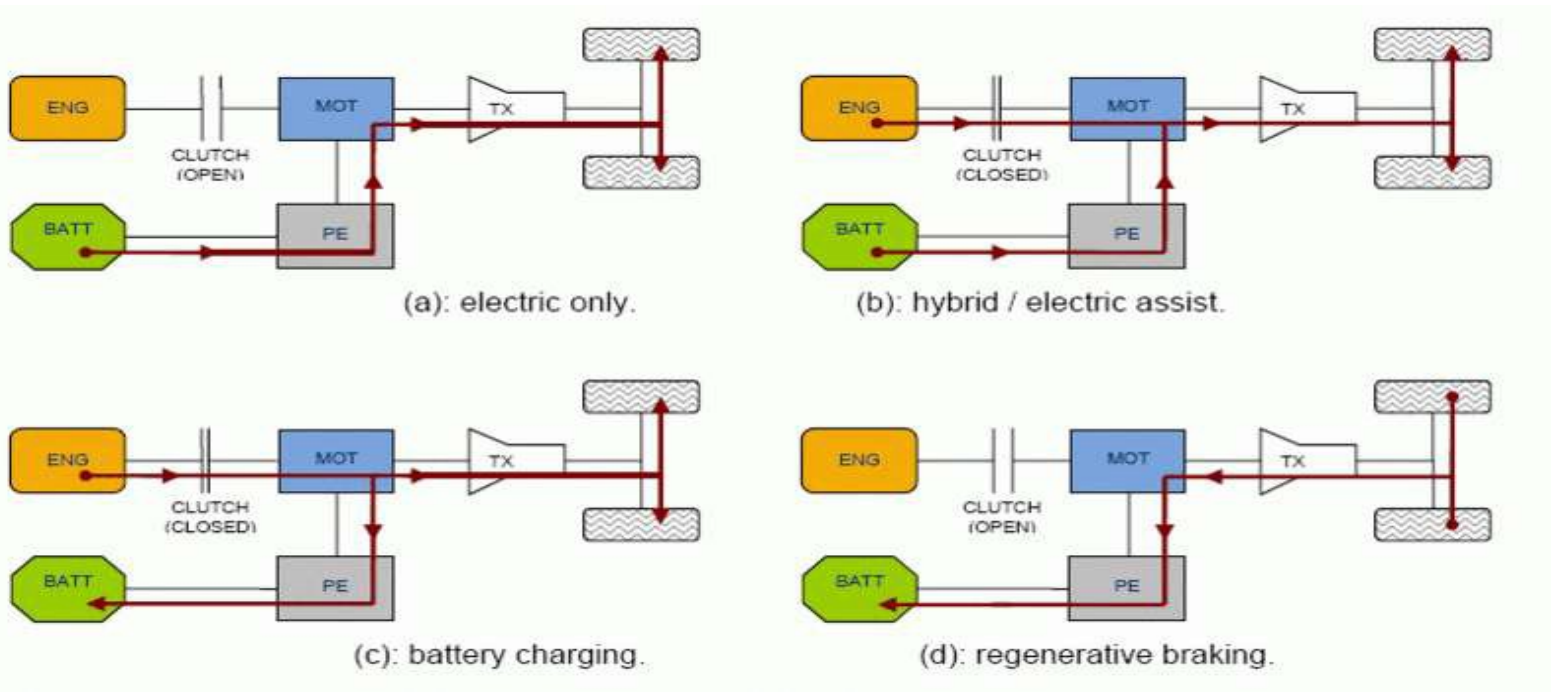 ENG
MOT
TX
CLUTCH
(OPEN)
BATT
PE
(a): electric only.
ENG
MOT
TX
CLUTCH
(CLOSED)
BATT
PE
(b): hybrid / electric assist.
ENG
MOT
TX
CLUTCH
(CLOSED)
BATT
PE
(c): battery charging.
ENG
MOT
TX
CLUTCH
(OPEN)
BATT
PE
(d): regenerative braking.